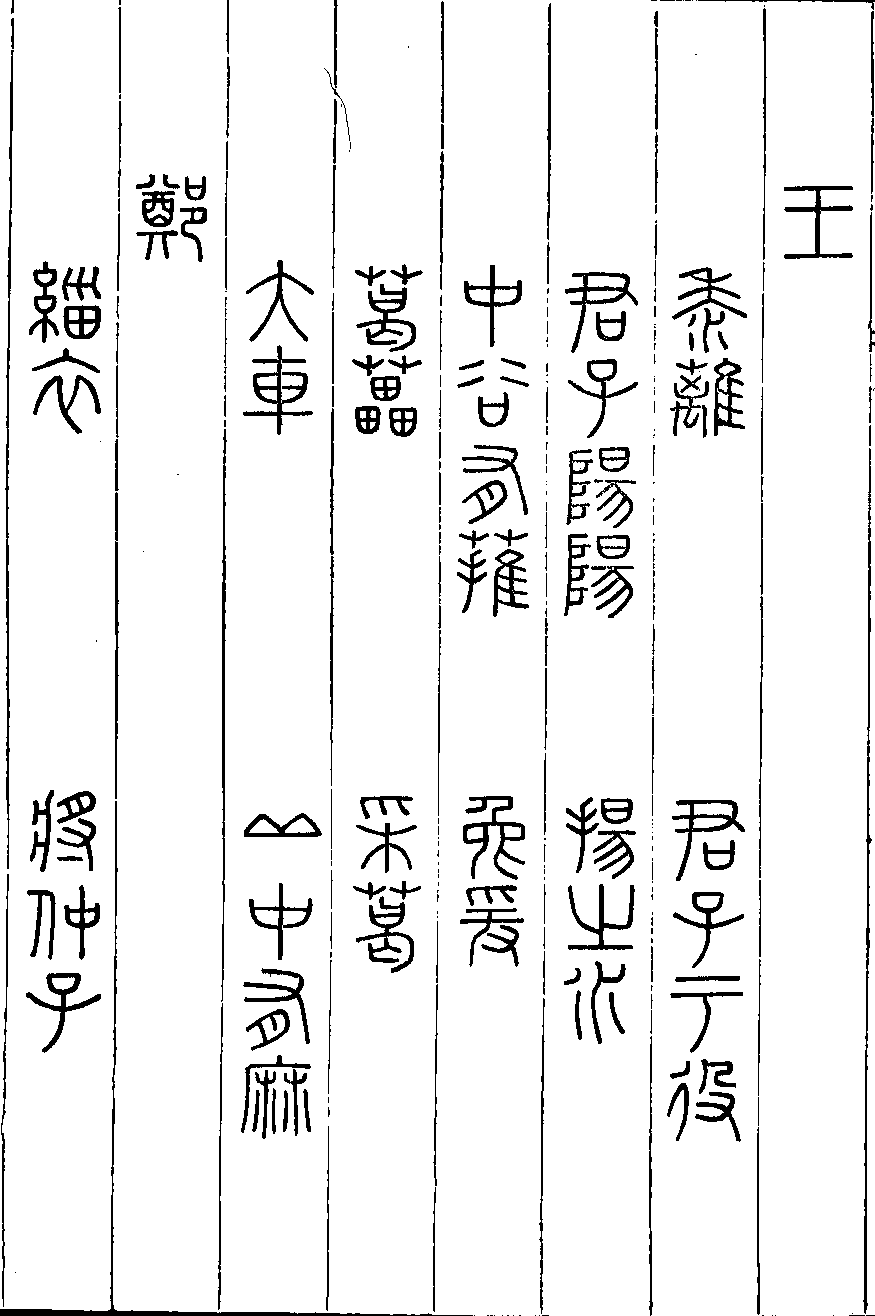 王
黍離 君子于役
君子陽陽 揚之水
中谷有蓷 兔爰
葛藟 采葛
大車 丘中有麻
鄭
緇衣 將仲子